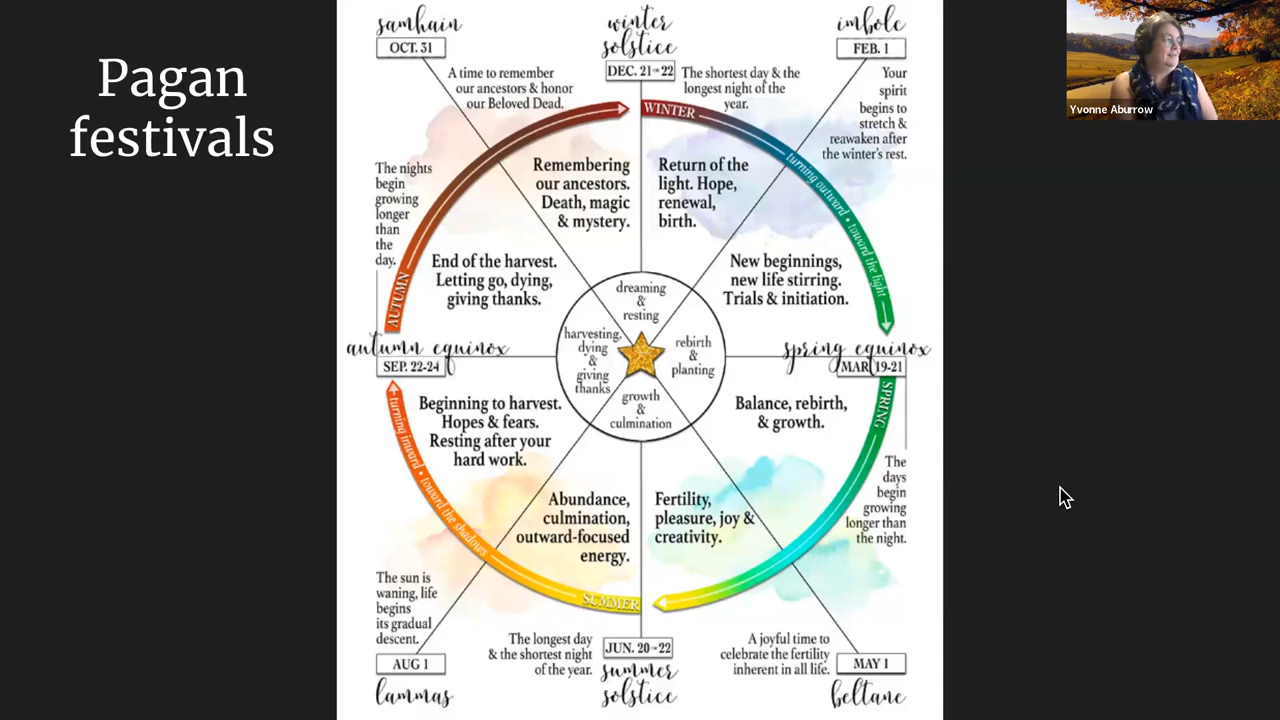 Pagan
festivals
samhain
OCT. 31
winter
solstice
DEC. 21-22
imbolc
FEB. 1
Yvonne Aburrow
A time to remember
our ancestors & honor
our Beloved Dead.
The shortest day & the
longest night of the
year.
Your
spirit
begins to
stretch &
reawaken after
the winter's rest.
WINTER
turning outward • toward the light
The nights
begin
growing
longer
than
the
day.
AUTUMN
Remembering
our ancestors.
Death, magic
& mystery.
Return of the
light. Hope,
renewal,
birth.
End of the harvest.
Letting go, dying,
giving thanks.
New beginnings,
new life stirring.
Trials & initiation.
dreaming
&
resting
harvesting,
dying
&
giving
thanks
rebirth
&
planting
growth
&
culmination
autumn equinox
SEP. 22-24
spring equinox
MAR 19-21
SPRING
turning inward • toward the shadows
Beginning to harvest.
Hopes & fears.
Resting after your
hard work.
Balance, rebirth,
& growth.
Abundance,
culmination,
outward-focused
energy.
Fertility,
pleasure, joy &
creativity.
The
days
begin
growing
longer than
the night.
SUMMER
The sun is
waning, life
begins
its gradual
descent.
AUG 1
lammas
The longest day
& the shortest night
of the year.
JUN. 20-22
summer
solstice
A joyful time to
celebrate the fertility
inherent in all life.
MAY 1
beltane